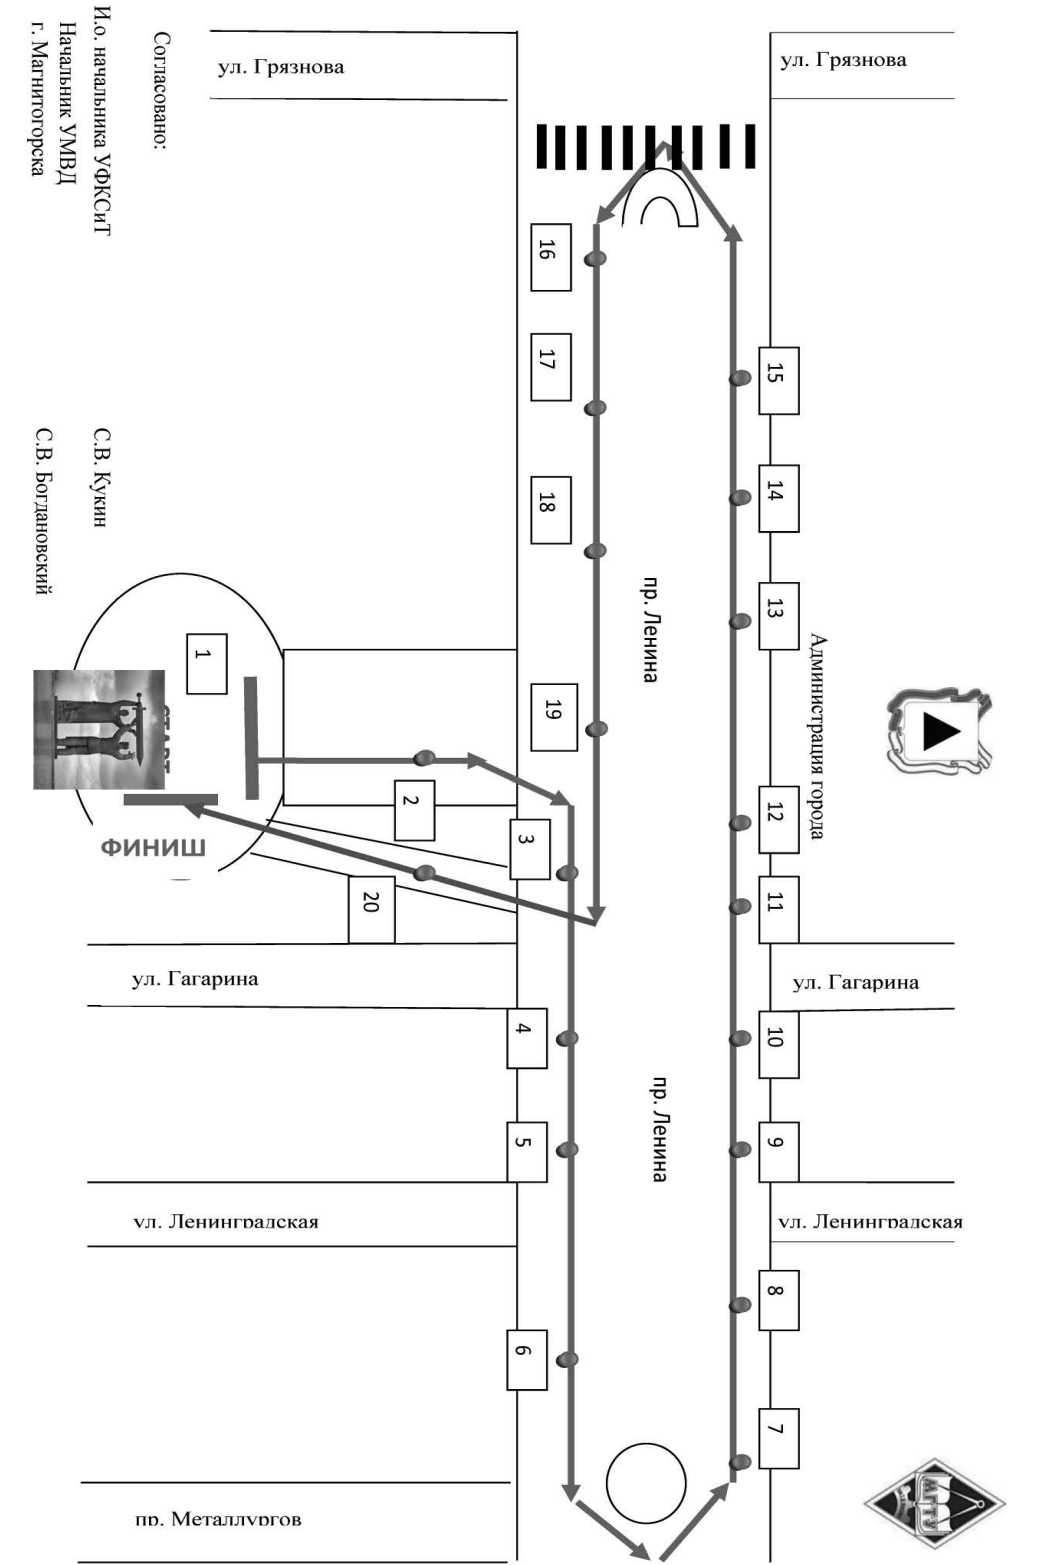 Согласовано:
И.о. начальника УФКСиТ
С.В. Кукин
Начальник УМВД
г. Магнитогорска
С.В. Богдановский
ул. Грязнова
ул. Грязнова
16
17
18
19
15
14
13
12
11
пр. Ленина
Администрация города
1
START
ФИНИШ
2
3
20
ул. Гагарина
ул. Гагарина
4
5
6
10
9
8
7
пр. Ленина
ул. Ленинградская
ул. Ленинградская
пр. Металлургов
МГТУ